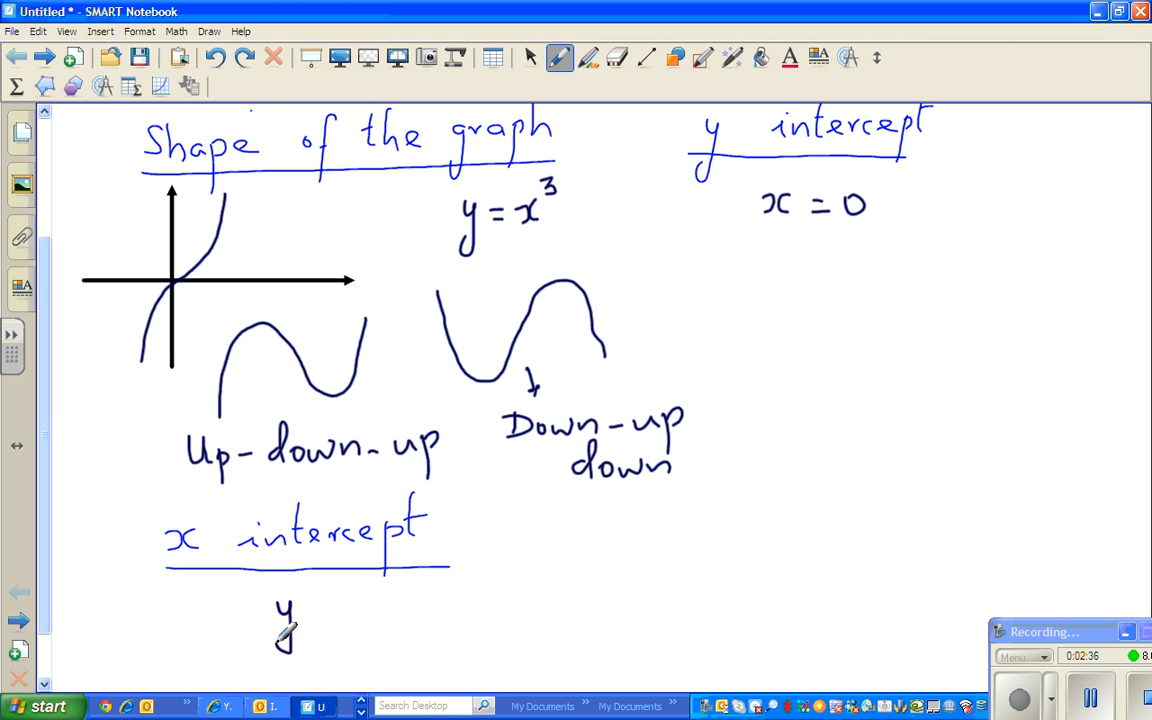 Untitled * - SMART Notebook
File Edit View Insert Format Math Draw Help
Shape of the graph
y intercept
y = x³
x = 0
Up - down - up
Down - up
down
x intercept
y
Recording...
Menu
0:02:36
8.
start
Y.
I.
U
Search Desktop
My Documents
My Documents